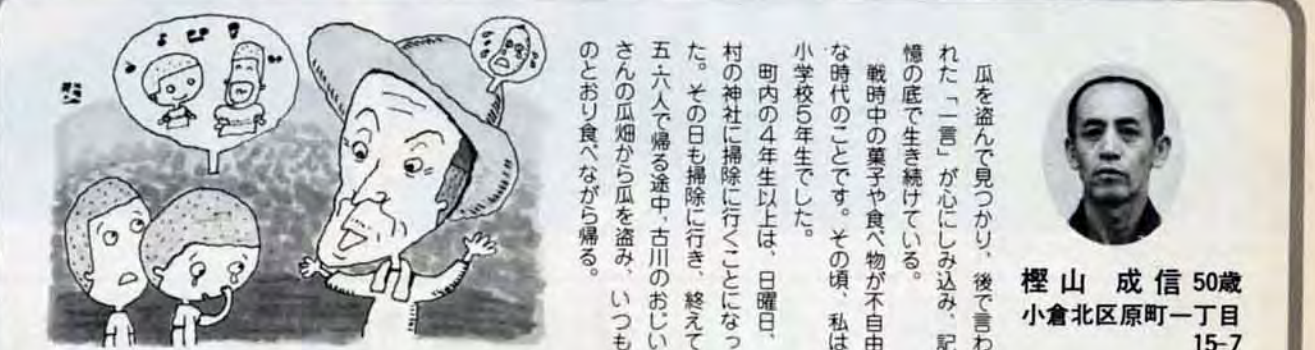 樫山 成信 50歳
小倉北区原町一丁目
15-7
瓜を盗んで見つかり、後で言わ
れた「一言」が心にしみ込み、記
憶の底で生き続けている。
戦時中の菓子や食べ物が不自由
な時代のことです。その頃、私は
小学校5年生でした。
町内の4年生以上は、日曜日、
村の神社に掃除に行くことになっ
た。その日も掃除に行き、終えて
五・六人で帰る途中、古川のおじい
さんの瓜畑から瓜を盗み、いつも
のとおり食べながら帰る。